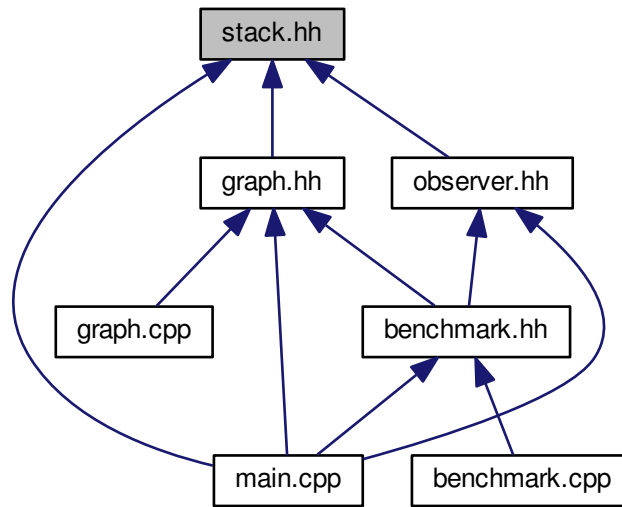 stack.hh
graph.hh
observer.hh
graph.cpp
benchmark.hh
main.cpp
benchmark.cpp